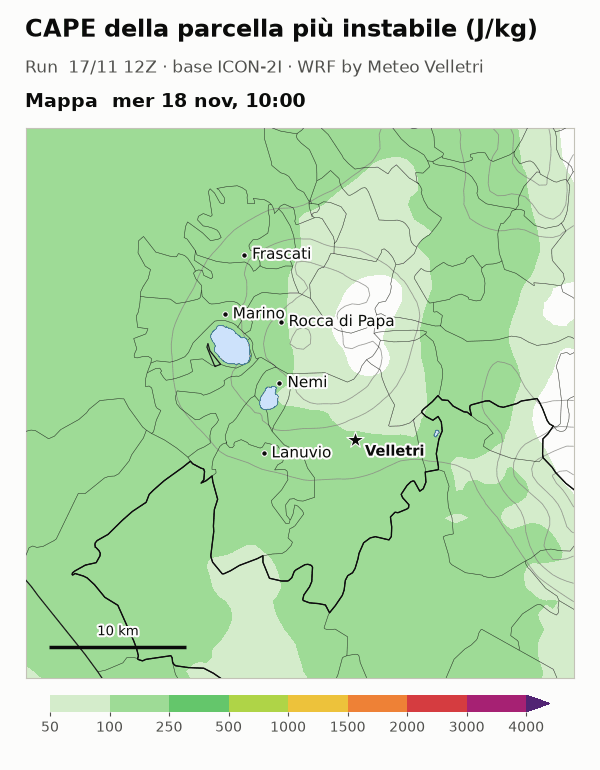 CAPE della parcella più instabile (J/kg)
Run  17/11 12Z · base ICON-2I · WRF by Meteo Velletri
Mappa  mer 18 nov, 10:00
Frascati
Marino
Rocca di Papa
Nemi
Velletri
Lanuvio
10 km
50 100 250 500 1000 1500 2000 3000 4000